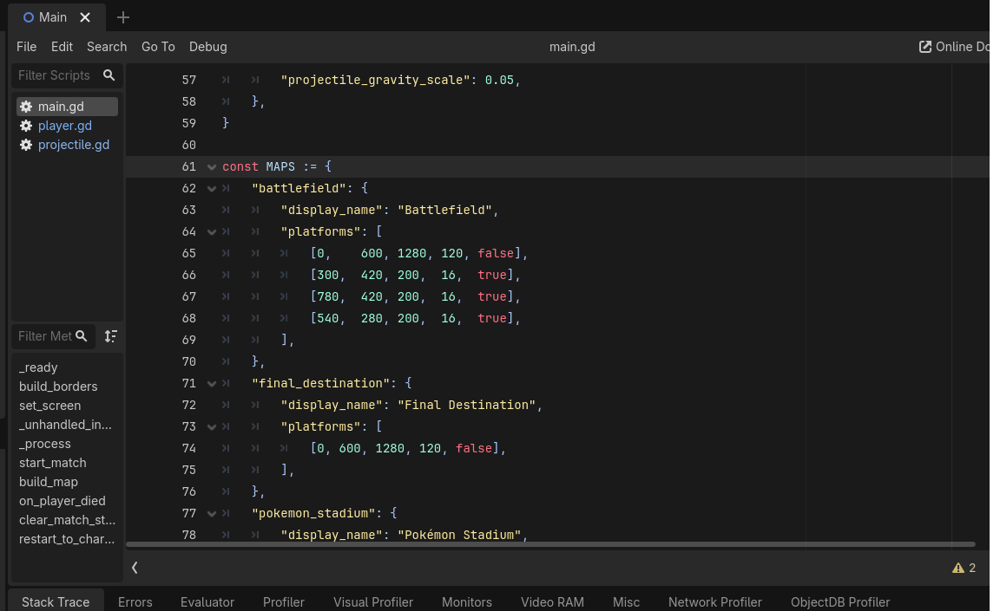 Main
File Edit Search Go To Debug main.gd Online Do
Filter Scripts
main.gd
player.gd
projectile.gd
Filter Met
_ready
build_borders
set_screen
_unhandled_in...
_process
start_match
build_map
on_player_died
clear_match_st...
restart_to_char...
57 "projectile_gravity_scale": 0.05,
58 },
59 }
60
61 const MAPS := {
62 "battlefield": {
63 "display_name": "Battlefield",
64 "platforms": [
65 [0,    600, 1280, 120, false],
66 [300,  420, 200,  16,  true],
67 [780,  420, 200,  16,  true],
68 [540,  280, 200,  16,  true],
69 ],
70 },
71 "final_destination": {
72 "display_name": "Final Destination",
73 "platforms": [
74 [0, 600, 1280, 120, false],
75 ],
76 },
77 "pokemon_stadium": {
78 "display_name": "Pokémon Stadium",
2
Stack Trace Errors Evaluator Profiler Visual Profiler Monitors Video RAM Misc Network Profiler ObjectDB Profiler